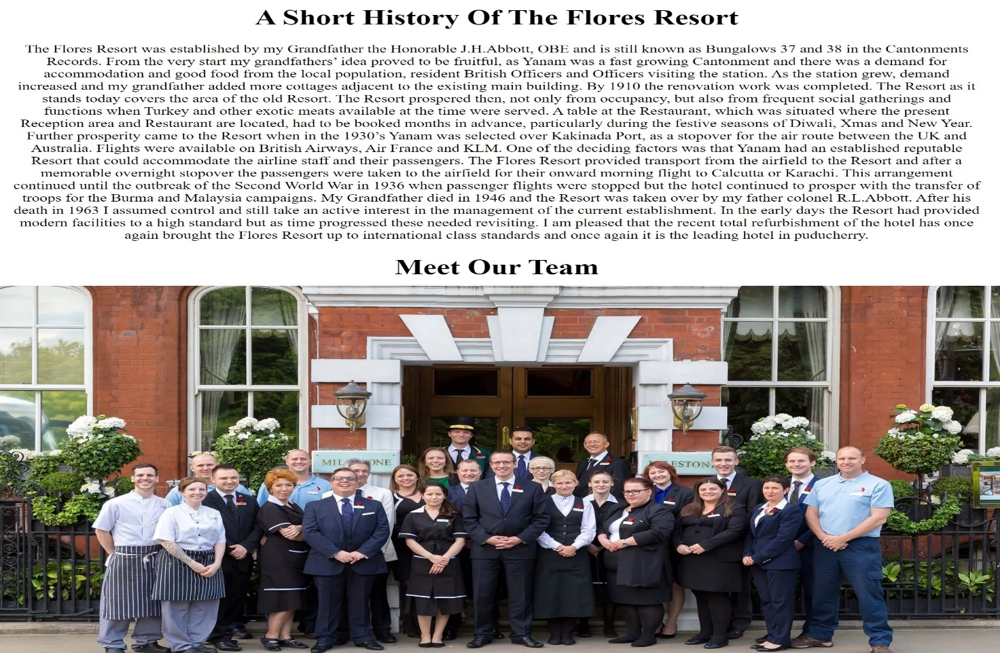 A Short History Of The Flores Resort
The Flores Resort was established by my Grandfather the Honorable J.H.Abbott, OBE and is still known as Bungalows 37 and 38 in the Cantonments
Records. From the very start my grandfathers’ idea proved to be fruitful, as Yanam was a fast growing Cantonment and there was a demand for
accommodation and good food from the local population, resident British Officers and Officers visiting the station. As the station grew, demand
increased and my grandfather added more cottages adjacent to the existing main building. By 1910 the renovation work was completed. The Resort as it
stands today covers the area of the old Resort. The Resort prospered then, not only from occupancy, but also from frequent social gatherings and
functions when Turkey and other exotic meats available at the time were served. A table at the Restaurant, which was situated where the present
Reception area and Restaurant are located, had to be booked months in advance, particularly during the festive seasons of Diwali, Xmas and New Year.
Further prosperity came to the Resort when in the 1930’s Yanam was selected over Kakinada Port, as a stopover for the air route between the UK and
Australia. Flights were available on British Airways, Air France and KLM. One of the deciding factors was that Yanam had an established reputable
Resort that could accommodate the airline staff and their passengers. The Flores Resort provided transport from the airfield to the Resort and after a
memorable overnight stopover the passengers were taken to the airfield for their onward morning flight to Calcutta or Karachi. This arrangement
continued until the outbreak of the Second World War in 1936 when passenger flights were stopped but the hotel continued to prosper with the transfer of
troops for the Burma and Malaysia campaigns. My Grandfather died in 1946 and the Resort was taken over by my father colonel R.L.Abbott. After his
death in 1963 I assumed control and still take an active interest in the management of the current establishment. In the early days the Resort had provided
modern facilities to a high standard but as time progressed these needed revisiting. I am pleased that the recent total refurbishment of the hotel has once
again brought the Flores Resort up to international class standards and once again it is the leading hotel in puducherry.
Meet Our Team
MIL ONE
LESTON